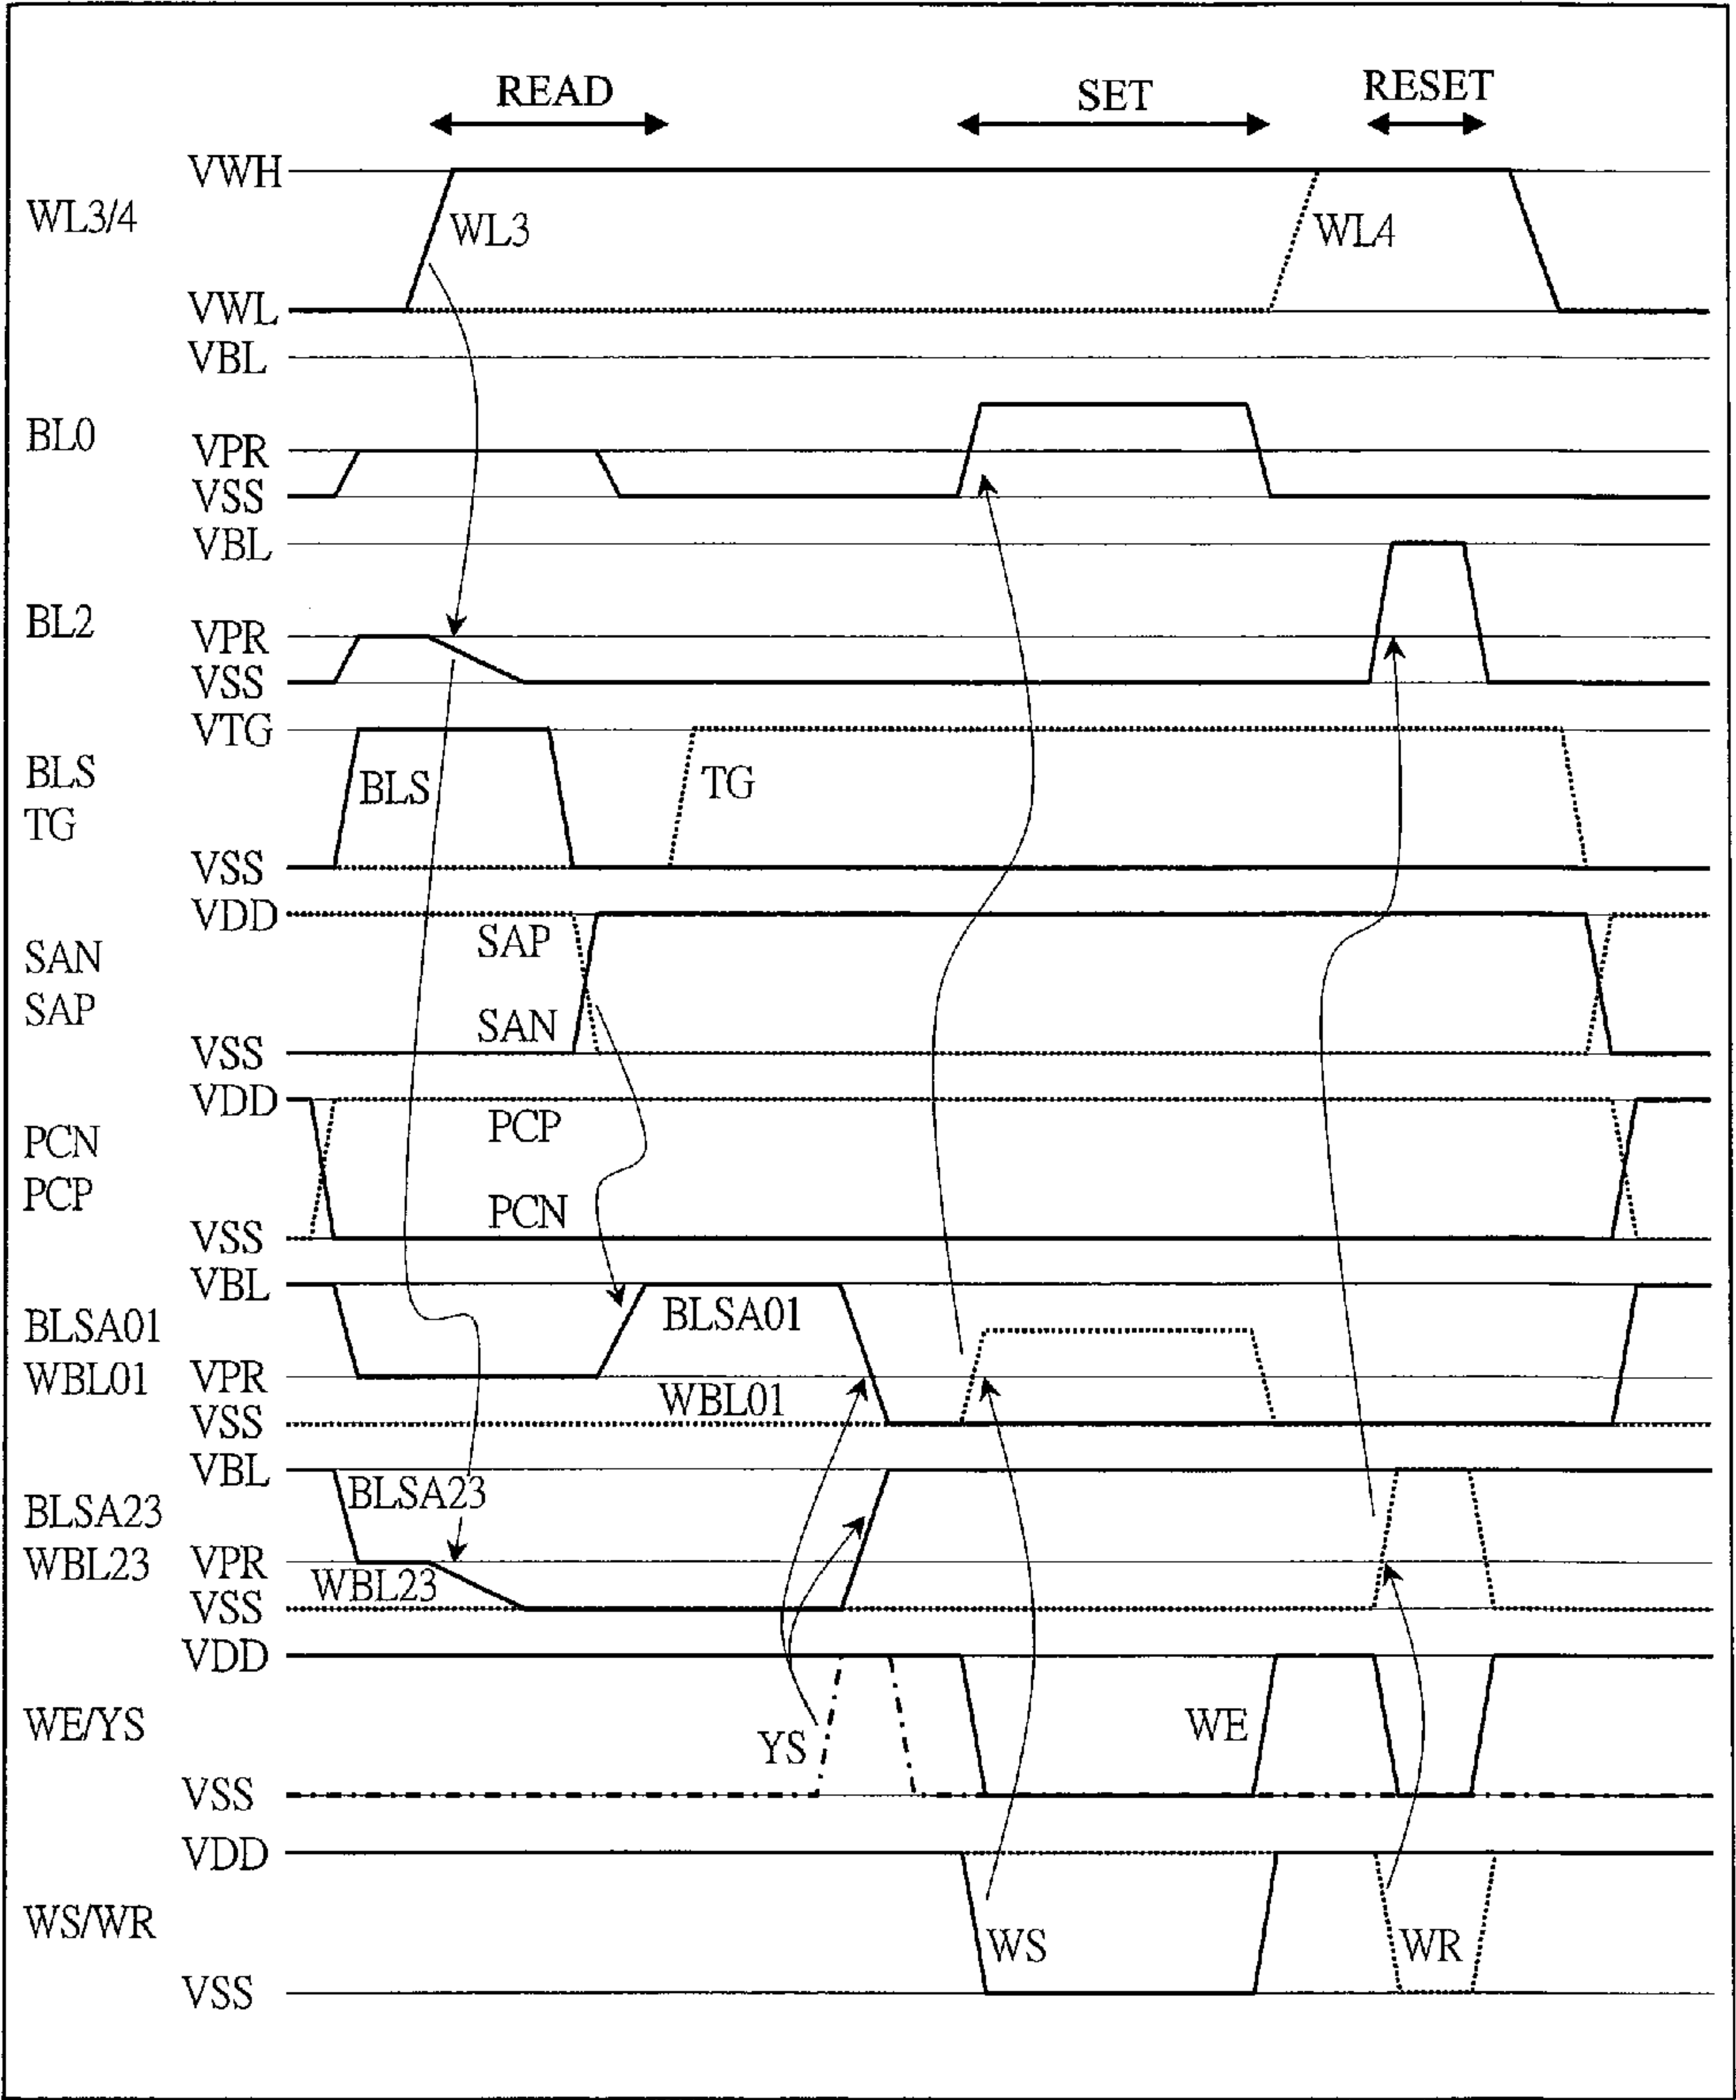 READ SET RESET
VWH
WL3/4 WL3 WL4
VWL
VBL
BL0 VPR
VSS
VBL
BL2 VPR
VSS
VTG
BLS BLS TG
TG
VSS
VDD
SAP
SAN
SAP SAN
VSS
VDD
PCP
PCN
PCP PCN
VSS
VBL
BLSA01 BLSA01
WBL01 VPR WBL01
VSS
VBL
BLSA23 BLSA23
WBL23 VPR WBL23
VSS
VDD
WE/YS YS WE
VSS
VDD
WS/WR WS WR
VSS